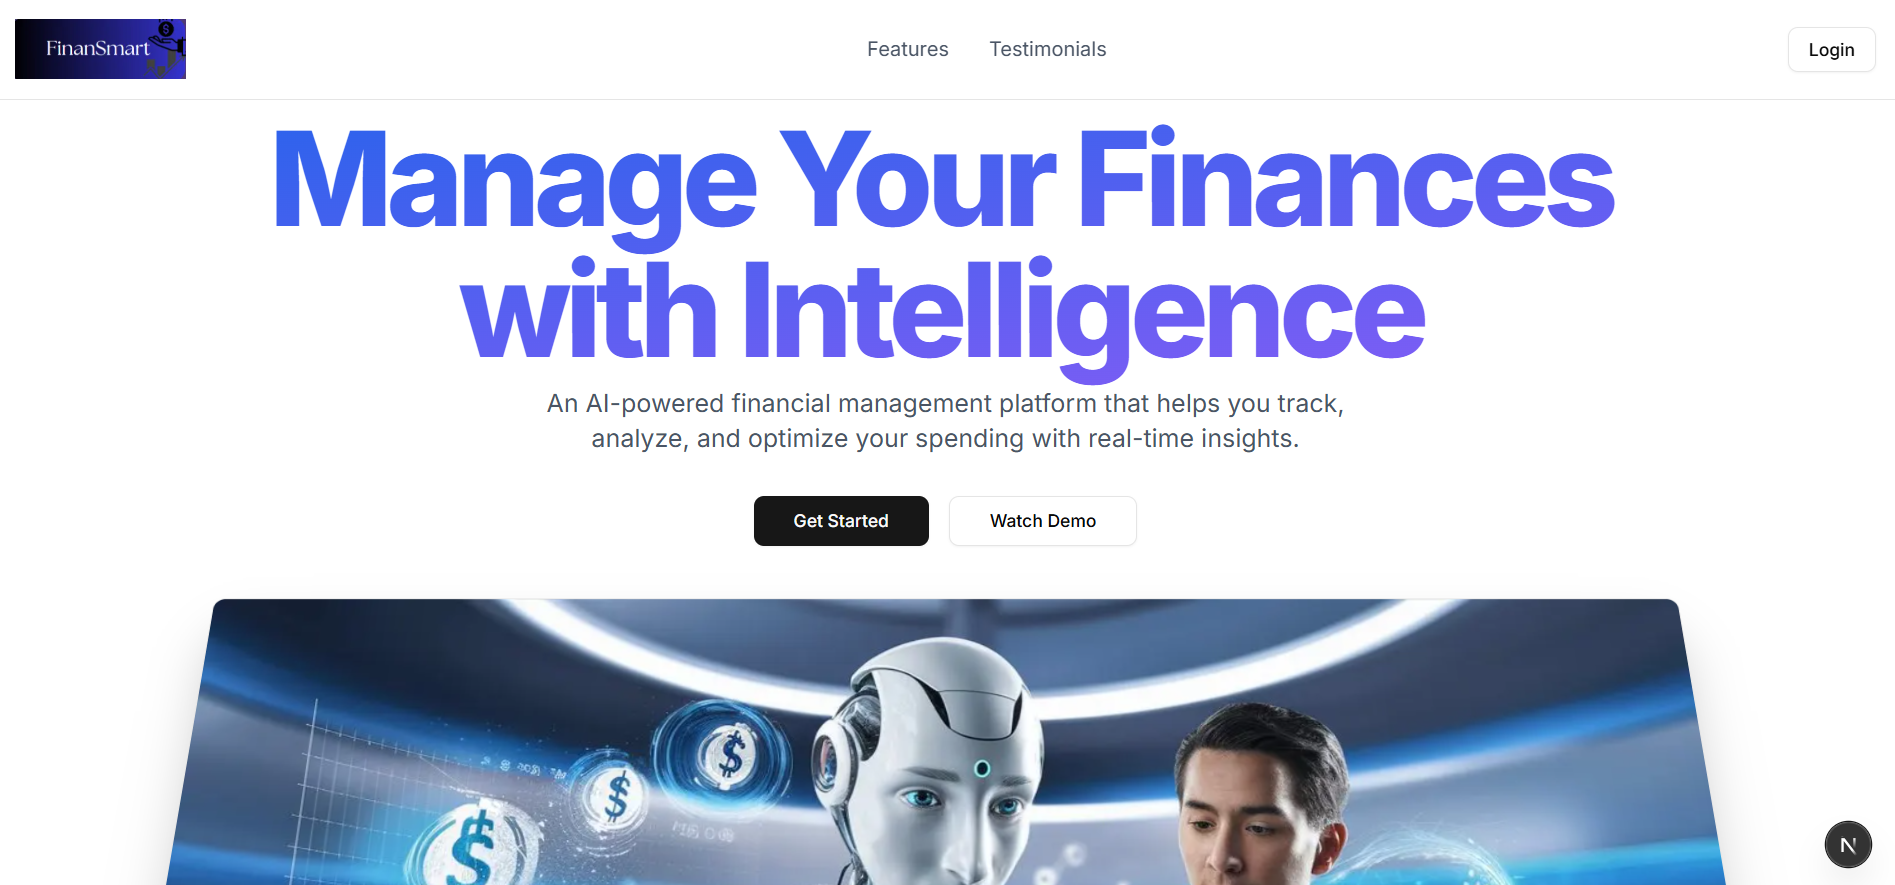 FinanSmart
Features
Testimonials
Login
Manage Your Finances
with Intelligence
An AI-powered financial management platform that helps you track,
analyze, and optimize your spending with real-time insights.
Get Started
Watch Demo
$
$
$
N